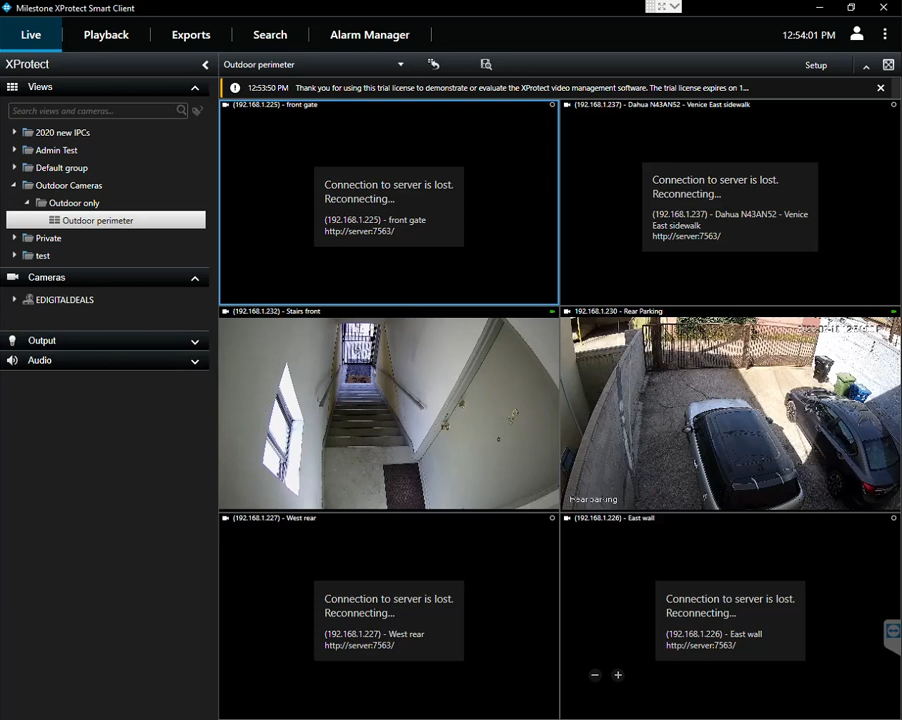 Milestone XProtect Smart Client
Live
Playback
Exports
Search
Alarm Manager
12:54:01 PM
XProtect
Outdoor perimeter
Setup
Views
12:53:50 PM Thank you for using this trial license to demonstrate or evaluate the XProtect video management software. The trial license expires on 1...
Search views and cameras...
2020 new IPCs
Admin Test
Default group
Outdoor Cameras
Outdoor only
Outdoor perimeter
Private
test
Cameras
EDIGITALDEALS
Output
Audio
(192.168.1.225) - front gate
Connection to server is lost.
Reconnecting...
(192.168.1.225) - front gate
http://server:7563/
(192.168.1.237) - Dahua N43AN52 - Venice East sidewalk
Connection to server is lost.
Reconnecting...
(192.168.1.237) - Dahua N43AN52 - Venice
East sidewalk
http://server:7563/
(192.168.1.232) - Stairs front
192.168.1.230 - Rear Parking
Rear parking
(192.168.1.227) - West rear
Connection to server is lost.
Reconnecting...
(192.168.1.227) - West rear
http://server:7563/
(192.168.1.226) - East wall
Connection to server is lost.
Reconnecting...
(192.168.1.226) - East wall
http://server:7563/